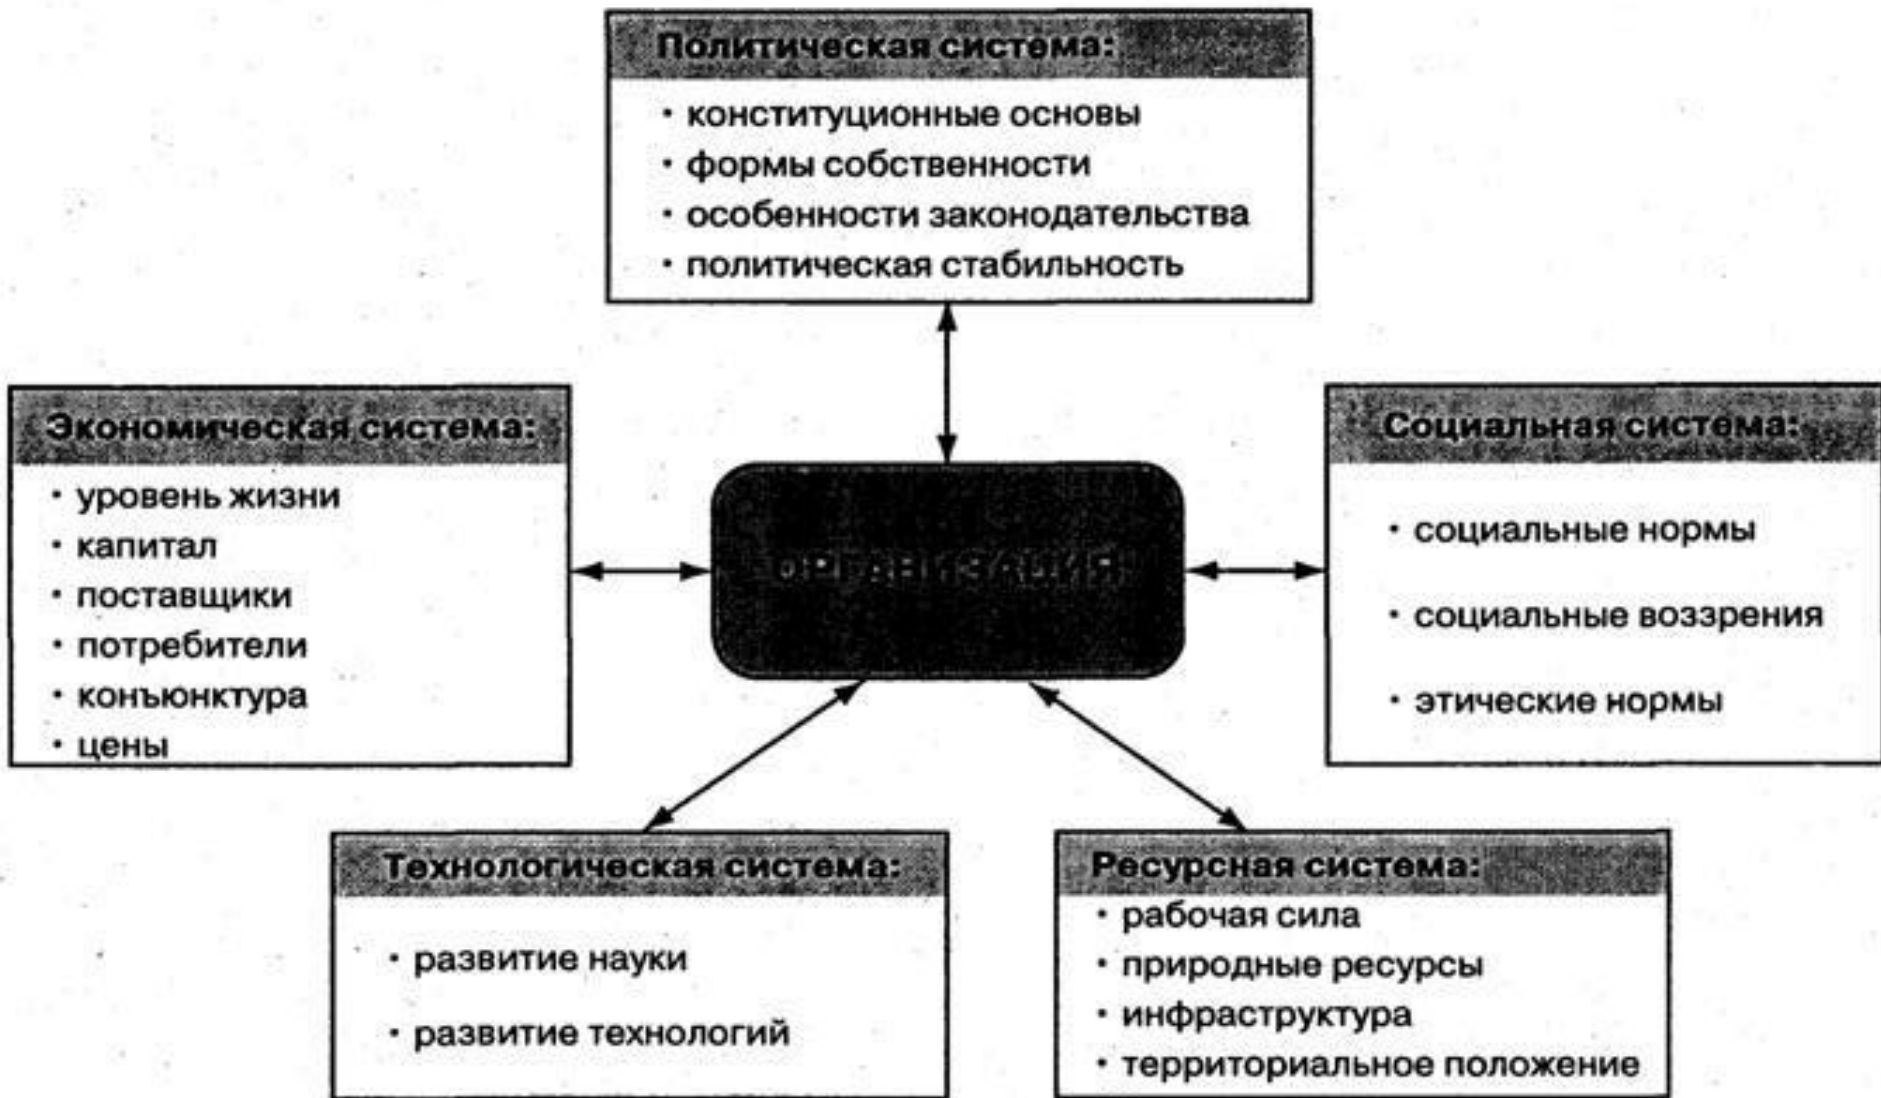 Политическая система:
• конституционные основы
• формы собственности
• особенности законодательства
• политическая стабильность
Экономическая система:
• уровень жизни
• капитал
• поставщики
• потребители
• конъюнктура
• цены
ОРГАНИЗАЦИЯ
Социальная система:
• социальные нормы
• социальные воззрения
• этические нормы
Технологическая система:
• развитие науки
• развитие технологий
Ресурсная система:
• рабочая сила
• природные ресурсы
• инфраструктура
• территориальное положение